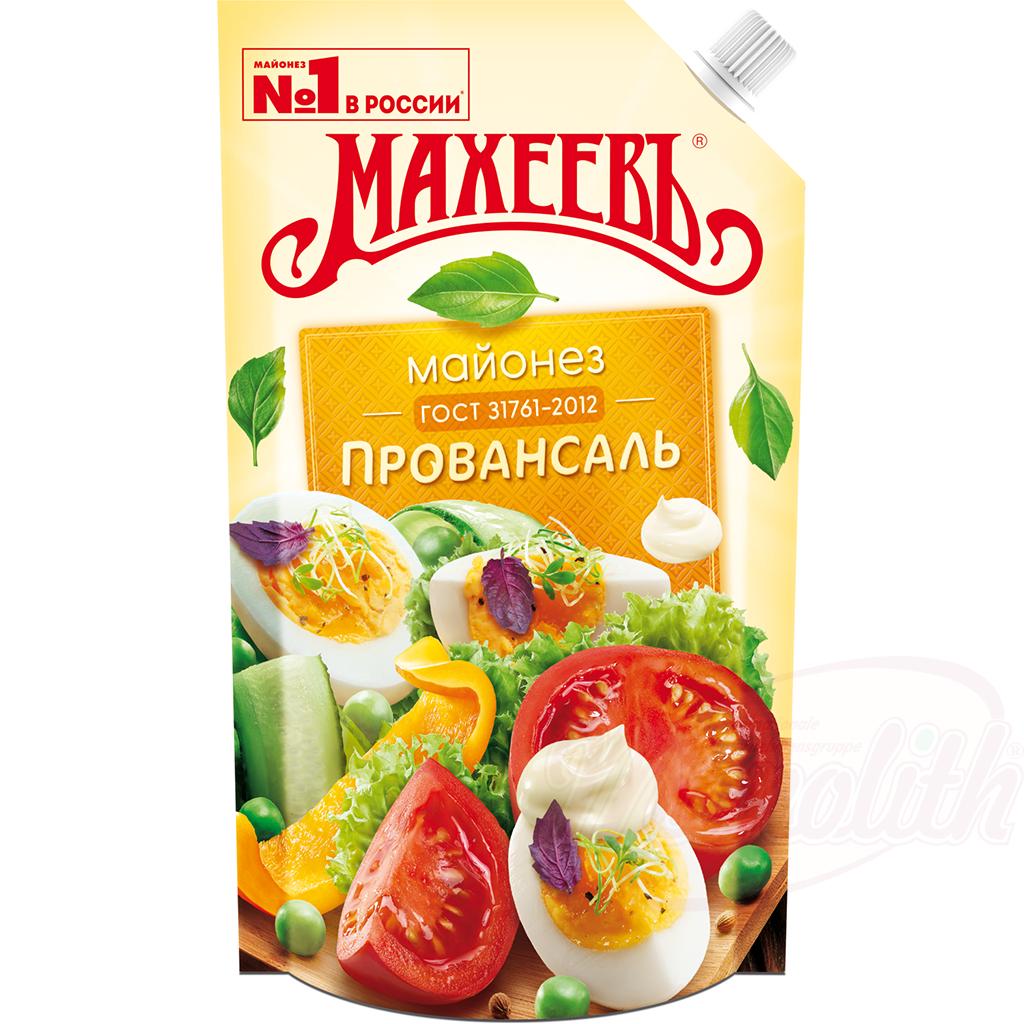 МАЙОНЕЗ
№1 В РОССИИ
МАХЕЕВЪ®
майонез
ГОСТ 31761-2012
ПРОВАНСАЛЬ